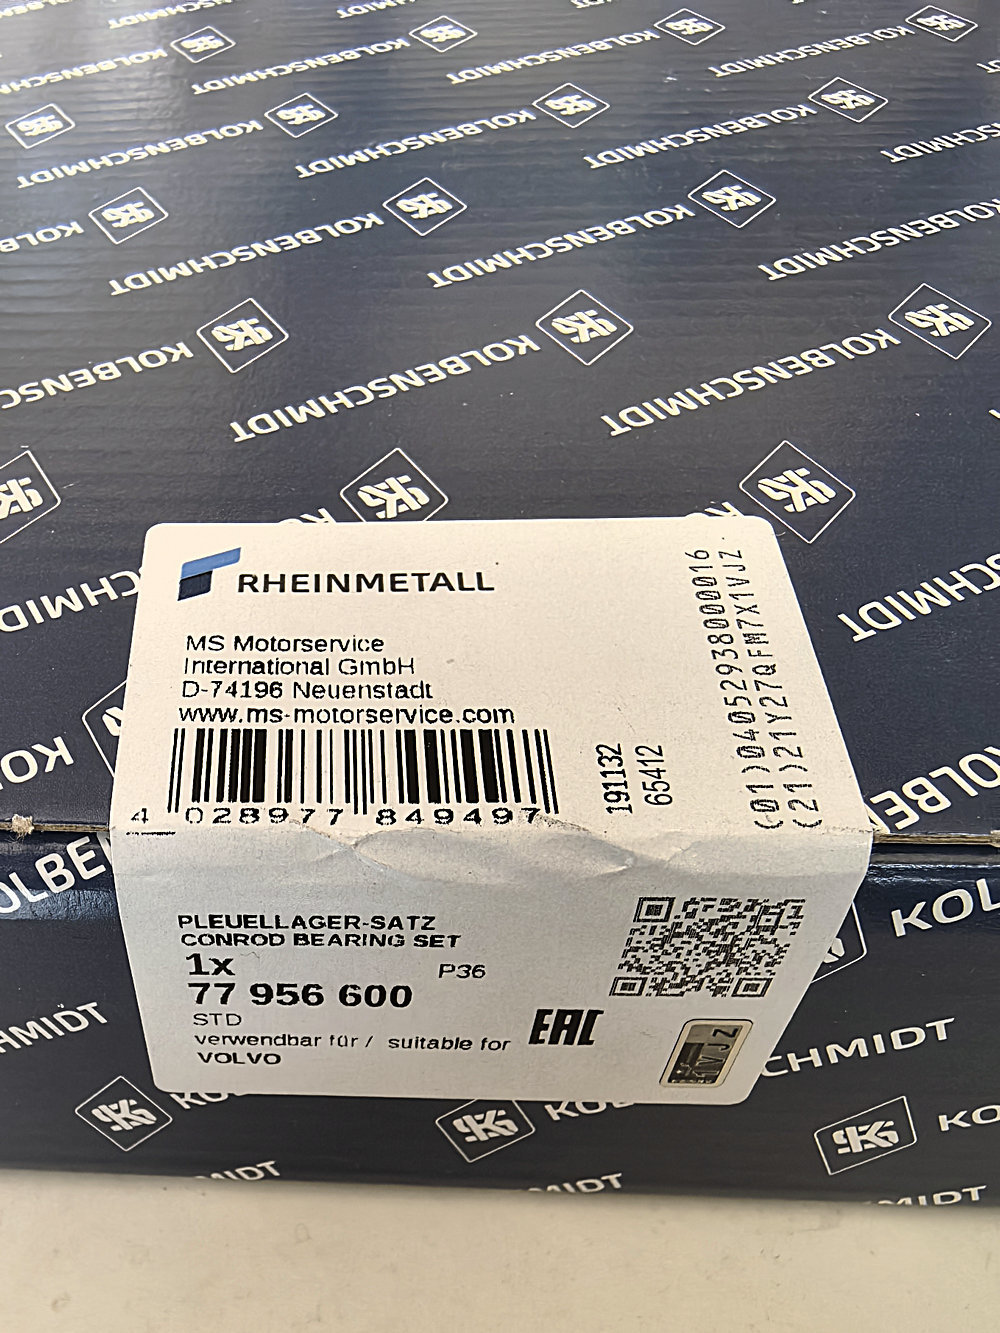 KOLBENSCHMIDT
RHEINMETALL
MS Motorservice
International GmbH
D-74196 Neuenstadt
www.ms-motorservice.com
4 028977 849497
191132
65412
(01)04052938000016
(21)21Y27QFM7X1VJZ
PLEUELLAGER-SATZ
CONROD BEARING SET
1x P36
77 956 600
STD
verwendbar für / suitable for
VOLVO
EAC
1VJZ